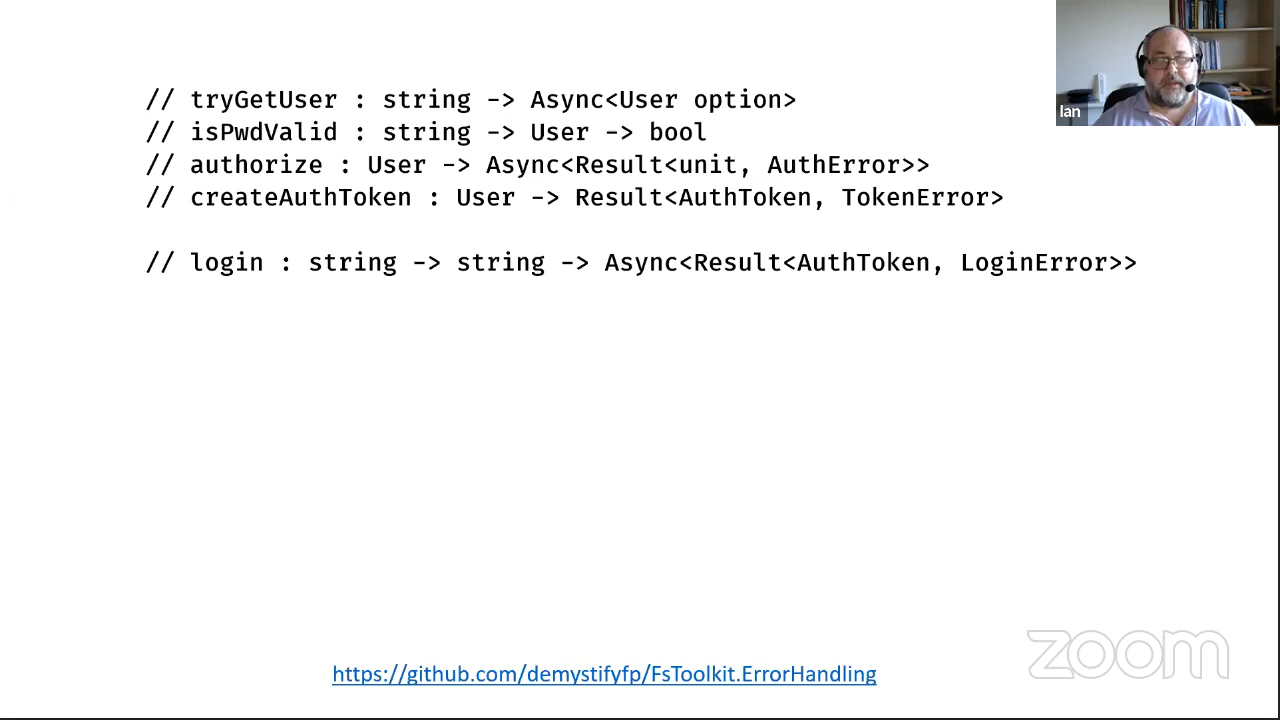 // tryGetUser : string -> Async<User option>
// isPwdValid : string -> User -> bool
// authorize : User -> Async<Result<unit, AuthError>>
// createAuthToken : User -> Result<AuthToken, TokenError>
// login : string -> string -> Async<Result<AuthToken, LoginError>>
Ian
https://github.com/demystifyfp/FsToolkit.ErrorHandling
zoom